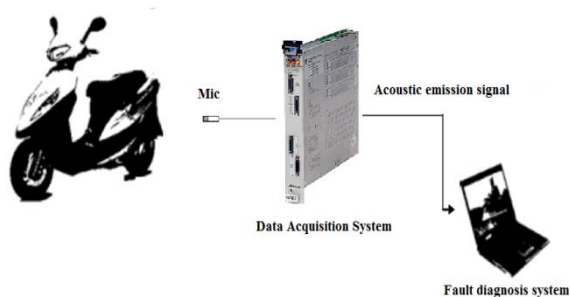 Mic
Acoustic emission signal
Data Acquisition System
Fault diagnosis system